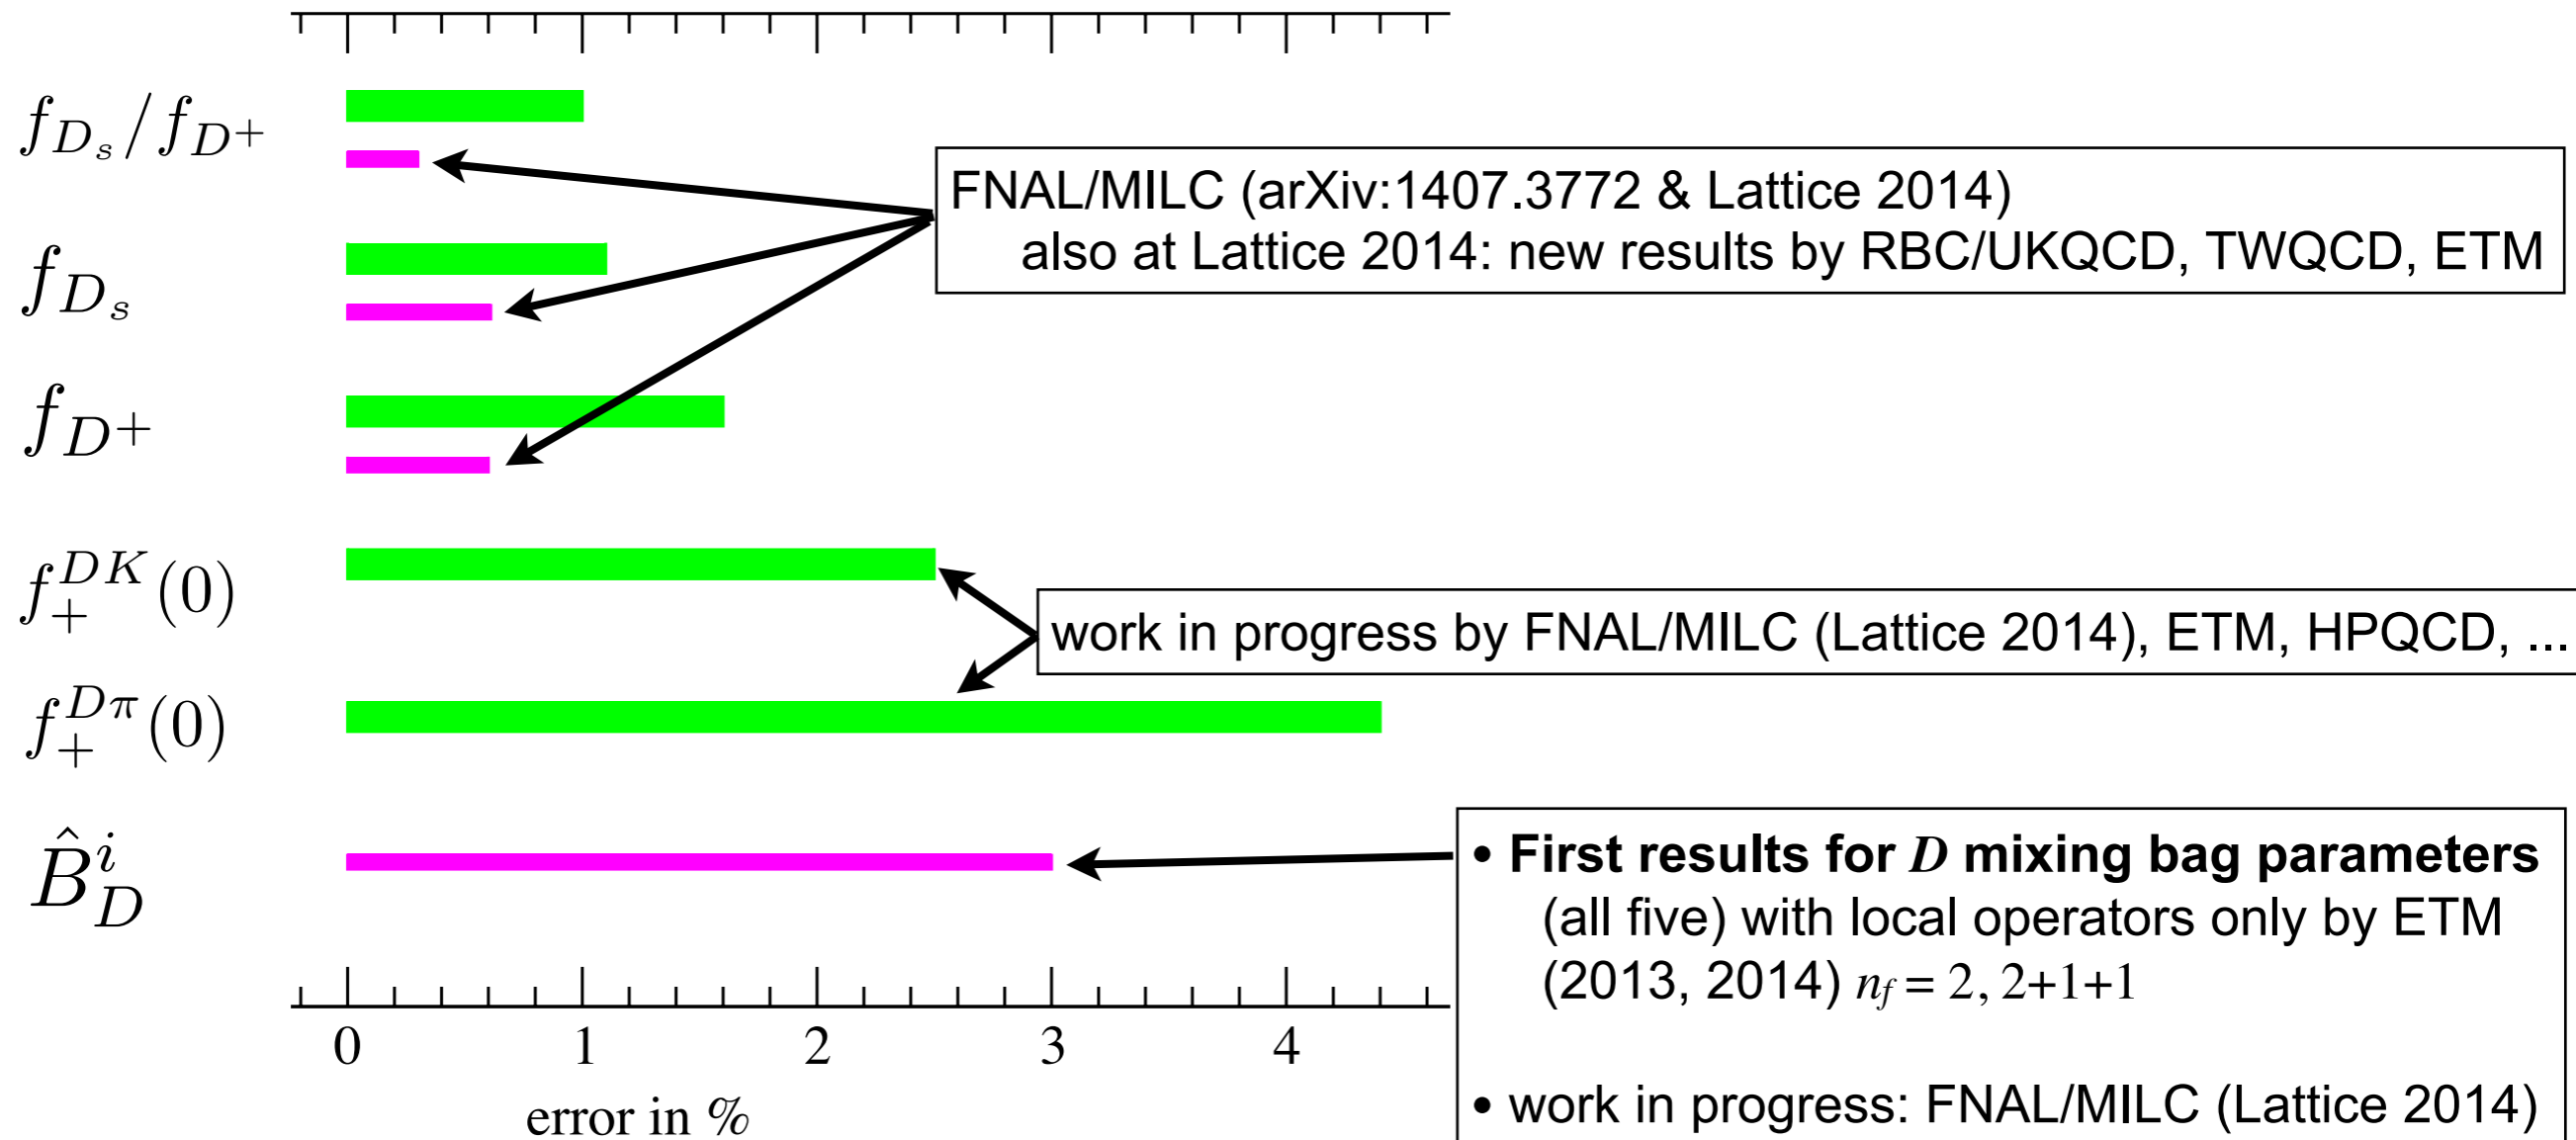 f_{D_s}/f_{D^+}
FNAL/MILC (arXiv:1407.3772 & Lattice 2014)
also at Lattice 2014: new results by RBC/UKQCD, TWQCD, ETM
f_{D_s}
f_{D^+}
f_+^{DK}(0)
work in progress by FNAL/MILC (Lattice 2014), ETM, HPQCD, ...
f_+^{Dπ}(0)
B̂_D^i
• First results for D mixing bag parameters
(all five) with local operators only by ETM
(2013, 2014) n_f = 2, 2+1+1
• work in progress: FNAL/MILC (Lattice 2014)
0 1 2 3 4
error in %